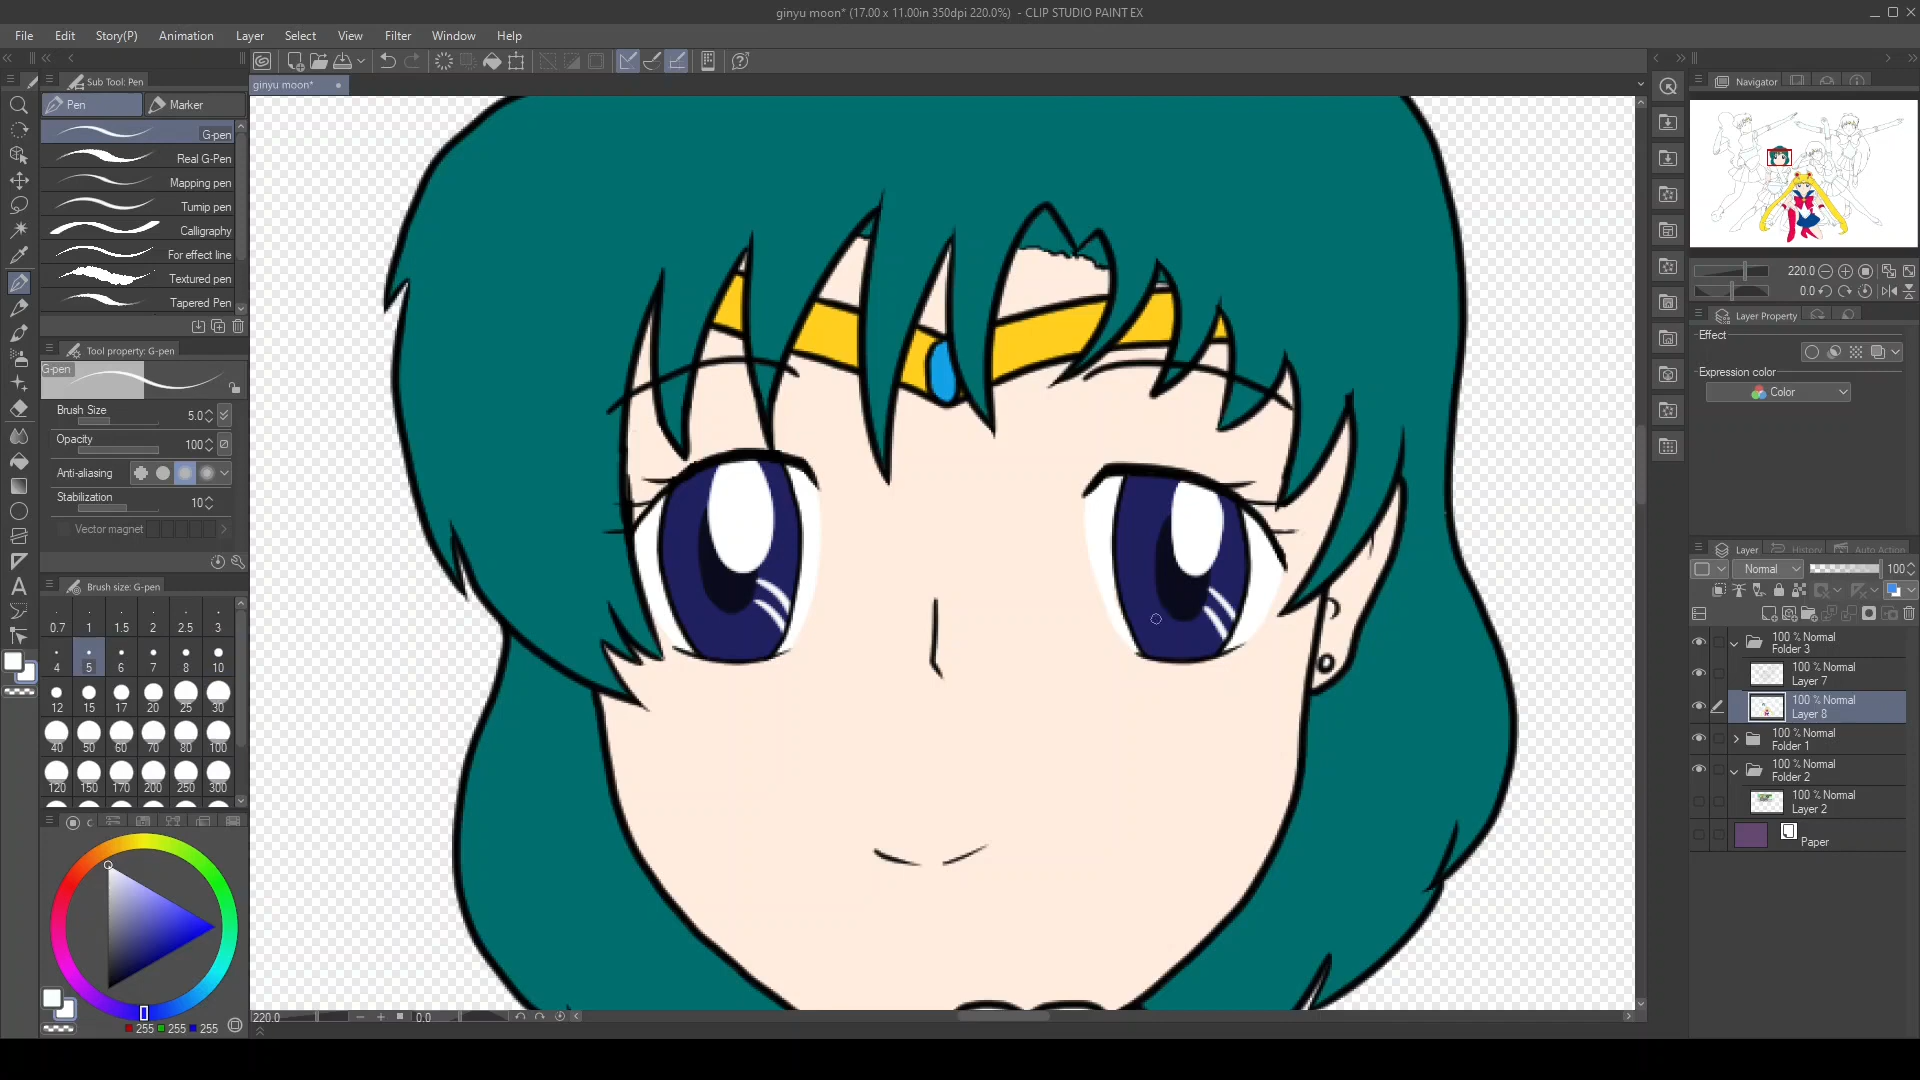 ginyu moon* (17.00 x 11.00in 350dpi 220.0%) - CLIP STUDIO PAINT EX
File Edit Story(P) Animation Layer Select View Filter Window Help
Sub Tool: Pen
ginyu moon*
Navigator
Pen Marker
G-pen
Real G-Pen
Mapping pen
Turnip pen
Calligraphy
For effect line
Textured pen
Tapered Pen
Tool property: G-pen
G-pen
Brush Size 5.0
Opacity 100
Anti-aliasing
Stabilization 10
Vector magnet
Brush size: G-pen
0.7 1 1.5 2 2.5 3
4 5 6 7 8 10
12 15 17 20 25 30
40 50 60 70 80 100
120 150 170 200 250 300
C
255 255 255
220.0 0.0
220.0
0.0
Layer Property
Effect
Expression color
Color
Layer History Auto Action
Normal 100
100 % Normal
Folder 3
100 % Normal
Layer 7
100 % Normal
Layer 8
100 % Normal
Folder 1
100 % Normal
Folder 2
100 % Normal
Layer 2
Paper